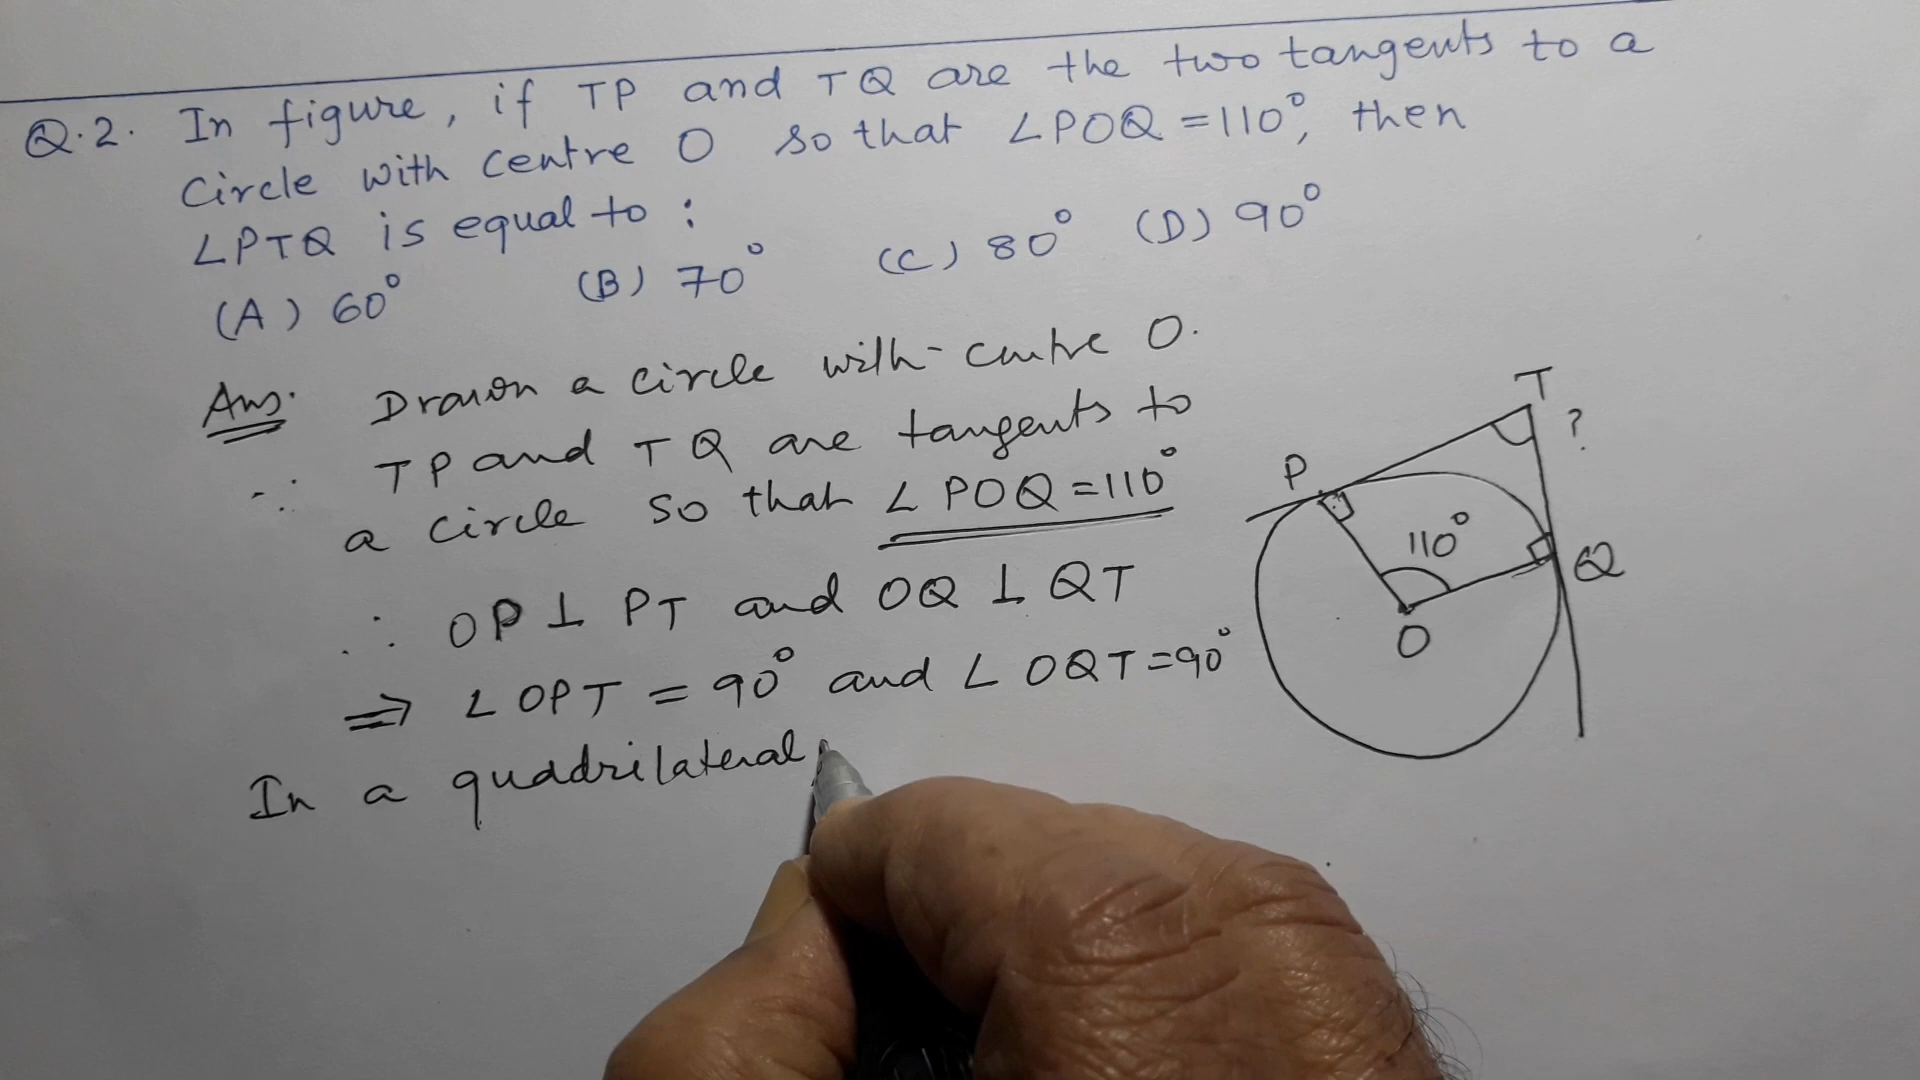 Q.2. In figure, if TP and TQ are the two tangents to a
Circle with centre O so that ∠POQ = 110°, then
∠PTQ is equal to :
(A) 60° (B) 70° (C) 80° (D) 90°
Ans. Drawn a circle with centre O.
∵ TP and TQ are tangents to
a circle so that ∠POQ = 110°
∴ OP ⊥ PT and OQ ⊥ QT
⇒ ∠OPT = 90° and ∠OQT = 90°
In a quadrilateral
T
?
P
110°
Q
O